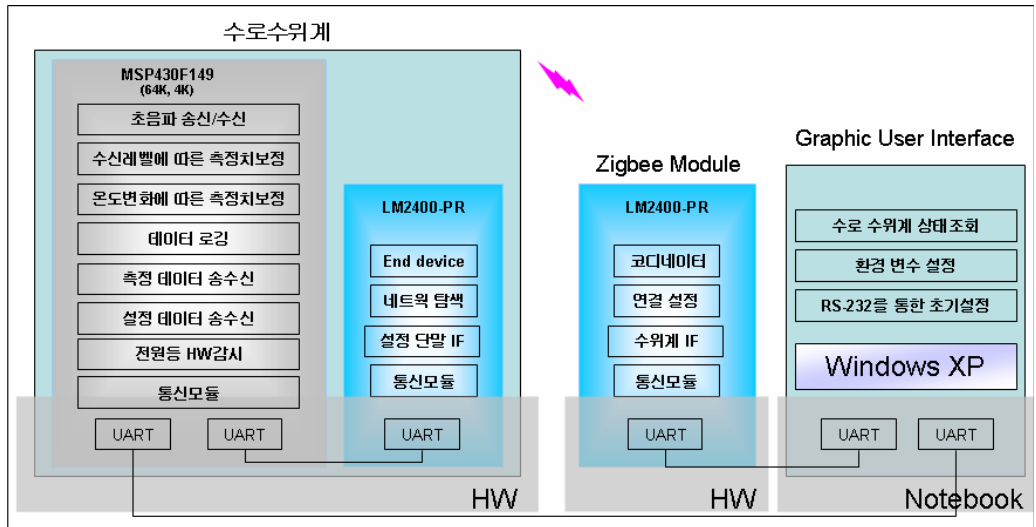 수로수위계
MSP430F149
(64K, 4K)
초음파 송신/수신
수신레벨에 따른 측정치보정
온도변화에 따른 측정치보정
데이터 로깅
측정 데이터 송수신
설정 데이터 송수신
전원등 HW감시
통신모듈
UART
UART
LM2400-PR
End device
네트웍 탐색
설정 단말 IF
통신모듈
UART
HW
Zigbee Module
LM2400-PR
코디네이터
연결 설정
수위계 IF
통신모듈
UART
HW
Graphic User Interface
수로 수위계 상태조회
환경 변수 설정
RS-232를 통한 초기설정
Windows XP
UART
UART
Notebook